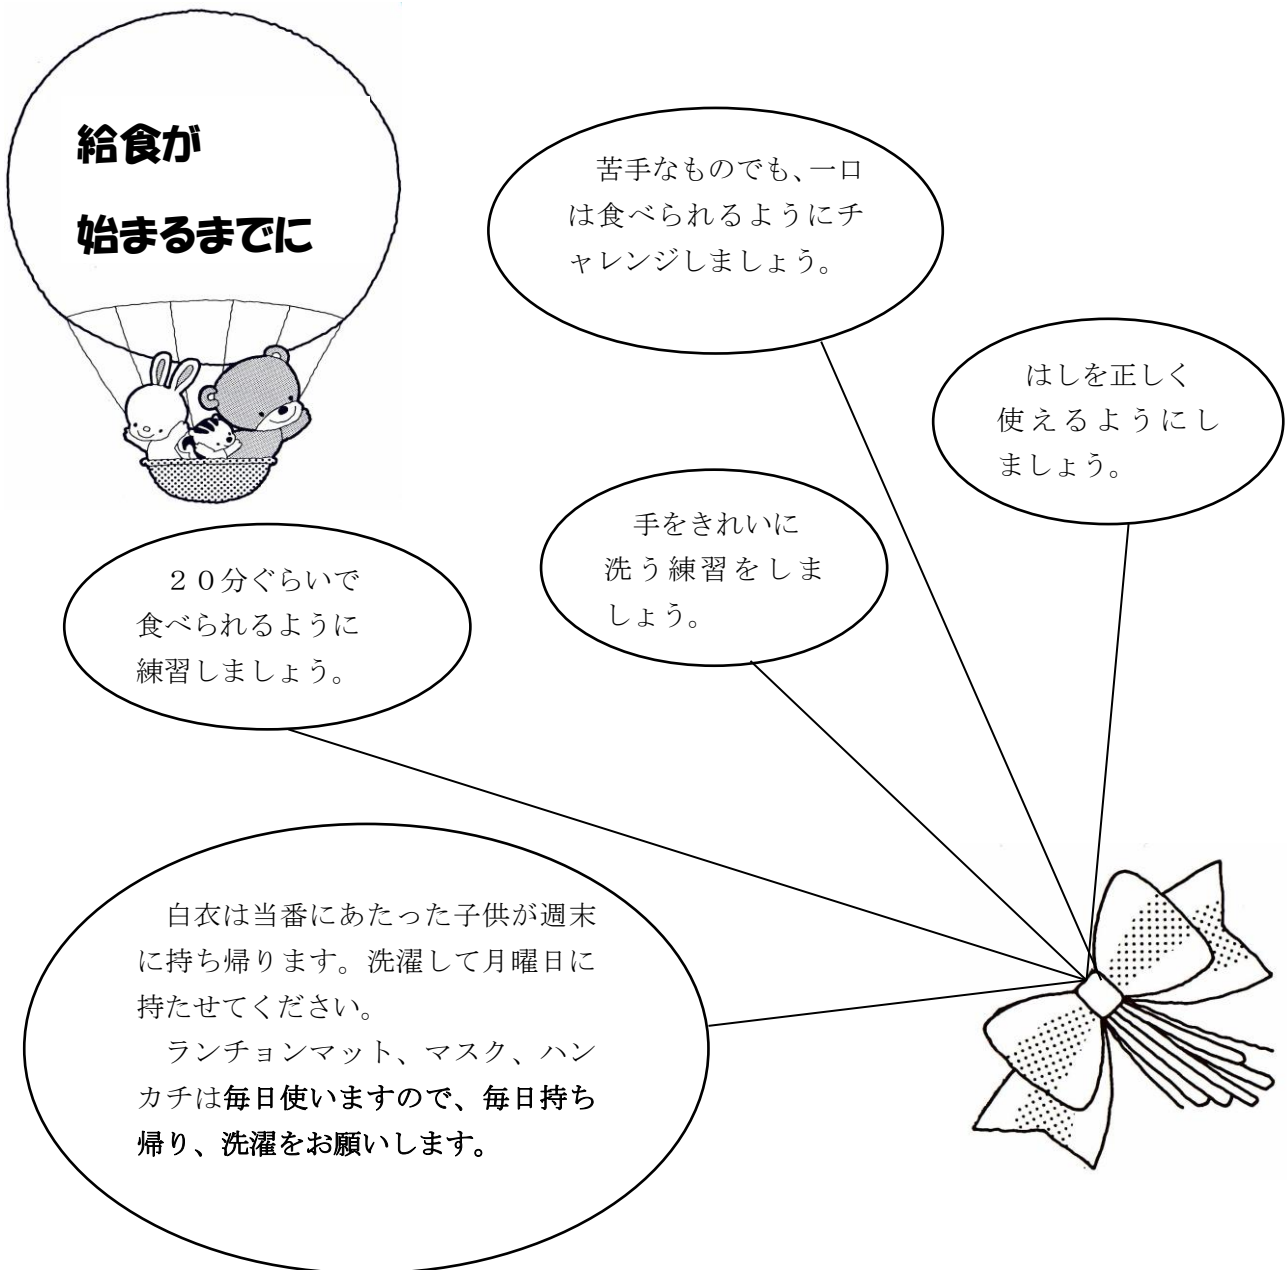 給食が
始まるまでに
苦手なものでも、一口
は食べられるようにチ
ャレンジしましょう。
はしを正しく
使えるようにし
ましょう。
手をきれいに
洗う練習をしま
しょう。
２０分ぐらいで
食べられるように
練習しましょう。
白衣は当番にあたった子供が週末
に持ち帰ります。洗濯して月曜日に
持たせてください。
ランチョンマット、マスク、ハン
カチは毎日使いますので、毎日持ち
帰り、洗濯をお願いします。